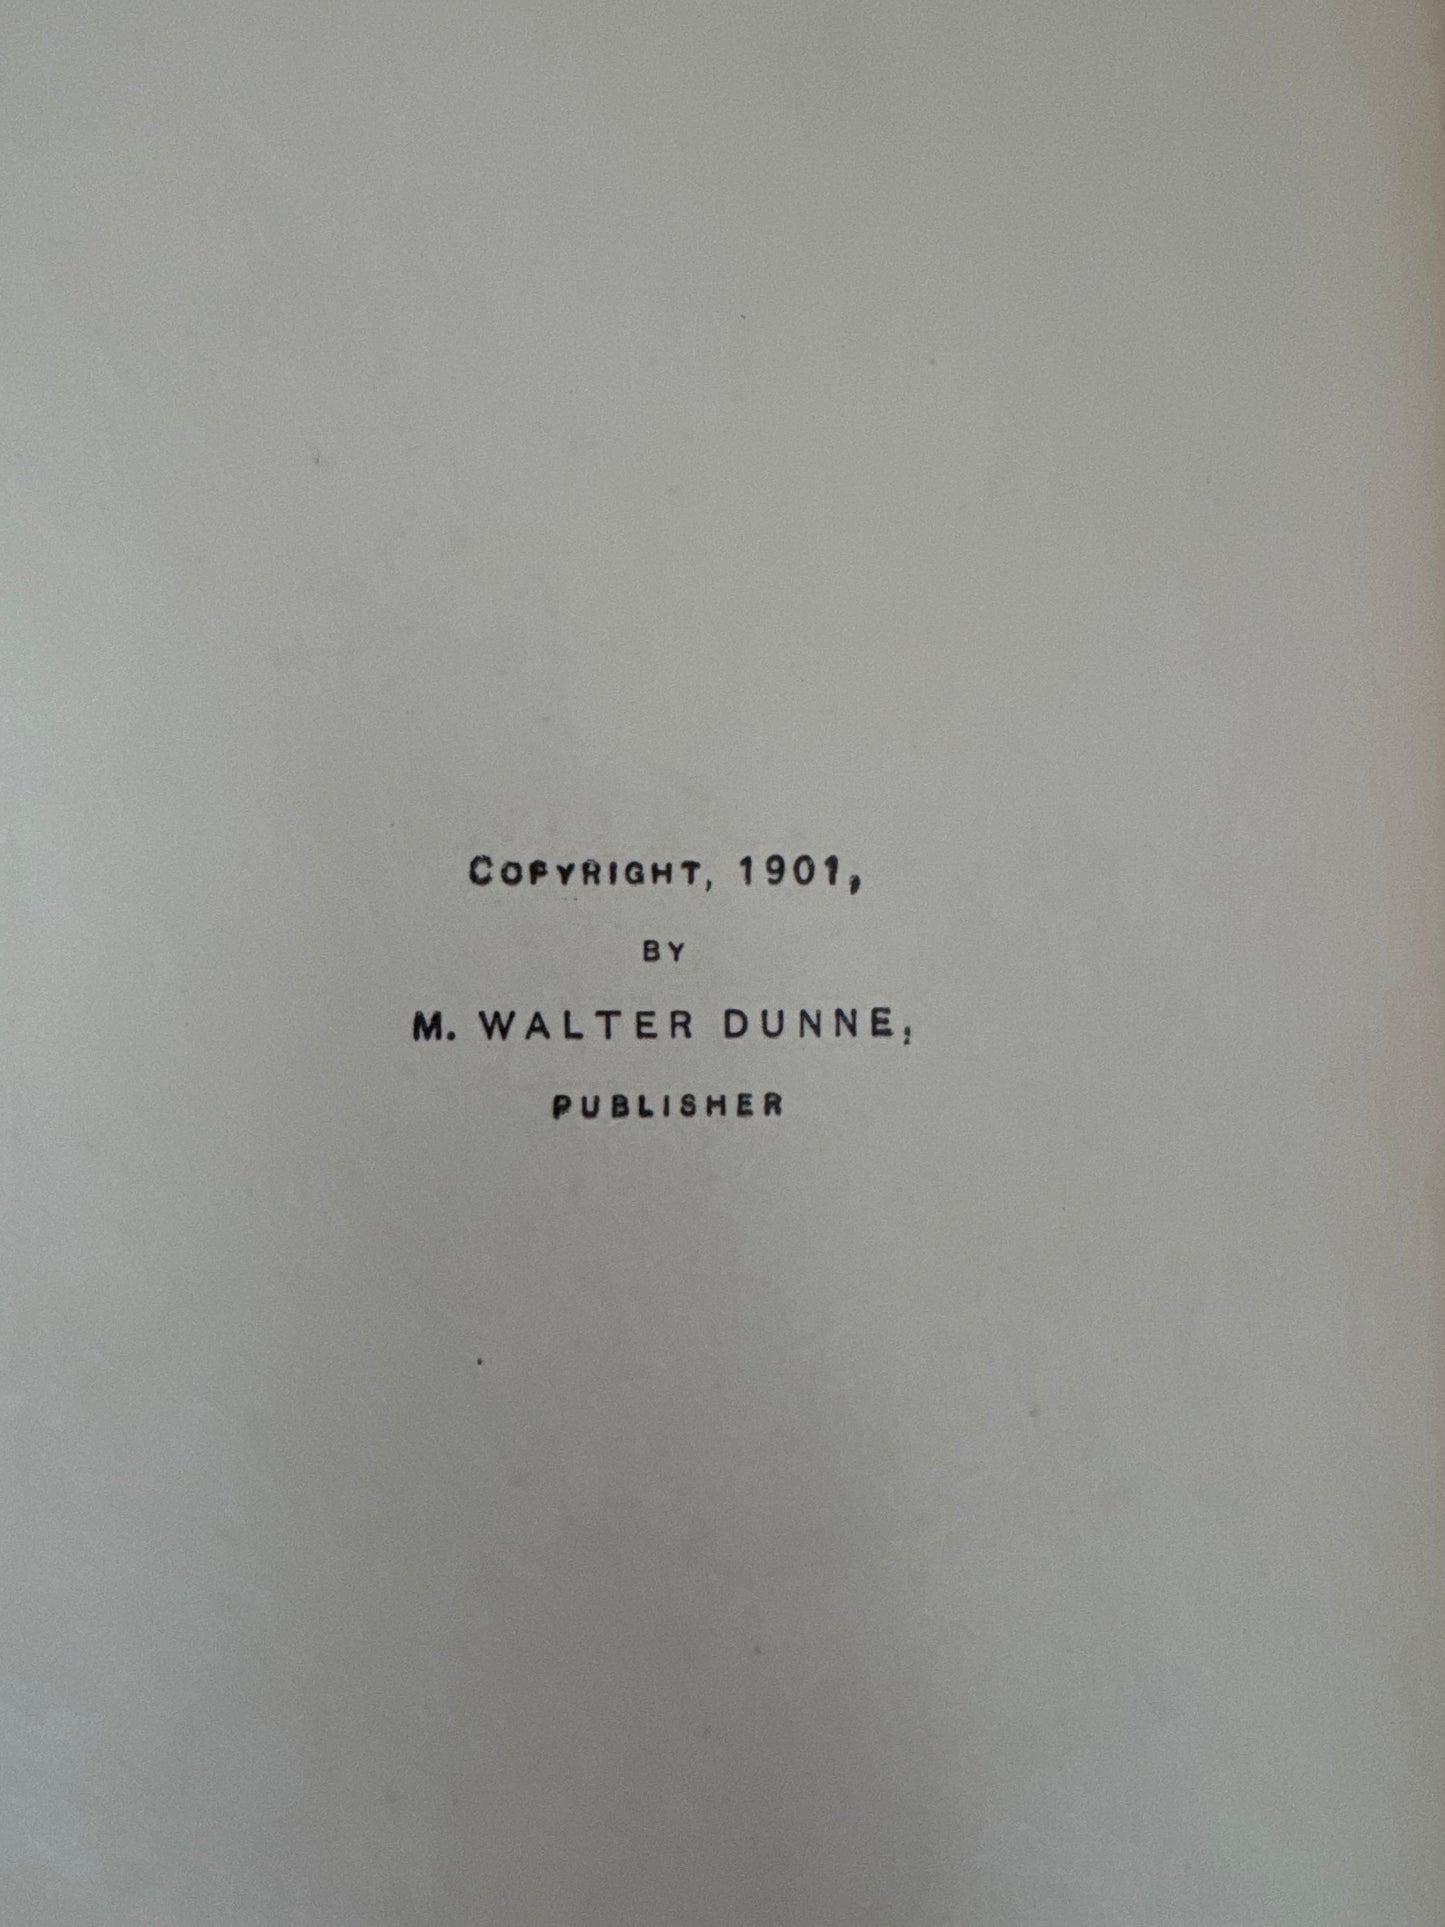 COPYRIGHT, 1901,
BY
M. WALTER DUNNE,
PUBLISHER